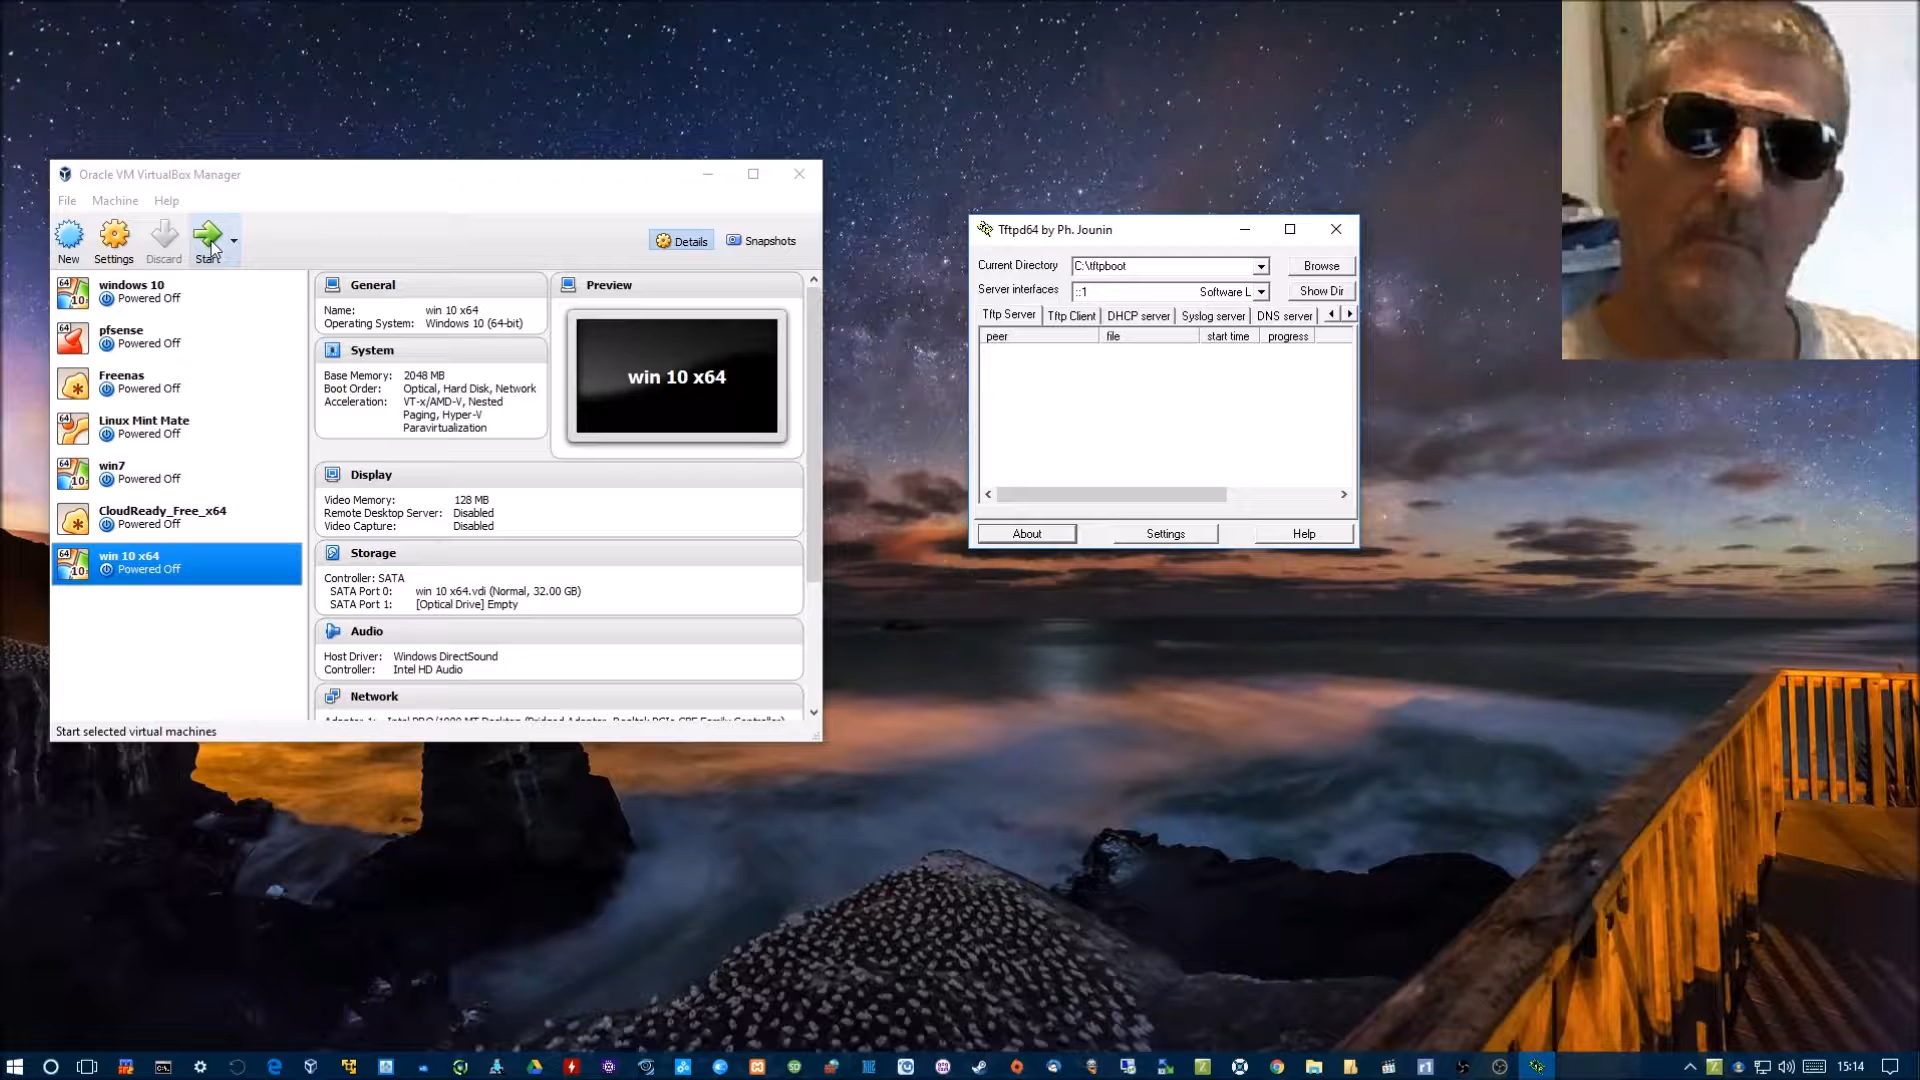 Oracle VM VirtualBox Manager
File Machine Help
New Settings Discard Start
Details Snapshots
windows 10
Powered Off
pfsense
Powered Off
Freenas
Powered Off
Linux Mint Mate
Powered Off
win7
Powered Off
CloudReady_Free_x64
Powered Off
win 10 x64
Powered Off
General
Name: win 10 x64
Operating System: Windows 10 (64-bit)
System
Base Memory: 2048 MB
Boot Order: Optical, Hard Disk, Network
Acceleration: VT-x/AMD-V, Nested
Paging, Hyper-V
Paravirtualization
Preview
win 10 x64
Display
Video Memory: 128 MB
Remote Desktop Server: Disabled
Video Capture: Disabled
Storage
Controller: SATA
SATA Port 0: win 10 x64.vdi (Normal, 32.00 GB)
SATA Port 1: [Optical Drive] Empty
Audio
Host Driver: Windows DirectSound
Controller: Intel HD Audio
Network
Start selected virtual machines
Tftpd64 by Ph. Jounin
Current Directory C:\tftpboot Browse
Server interfaces ::1 Software L Show Dir
Tftp Server Tftp Client DHCP server Syslog server DNS server
peer file start time progress
About Settings Help
15:14